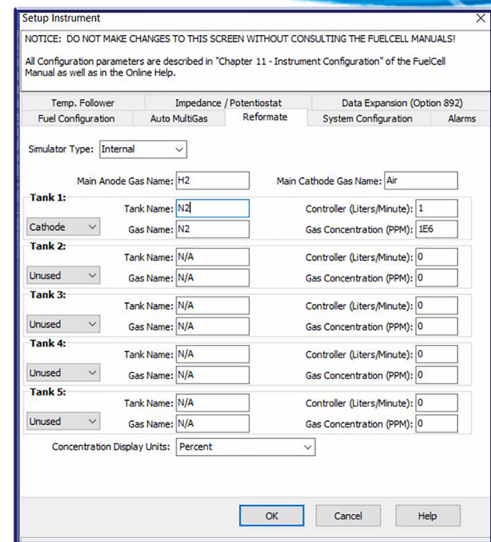 Setup Instrument
NOTICE: DO NOT MAKE CHANGES TO THIS SCREEN WITHOUT CONSULTING THE FUELCELL MANUALS!
All Configuration parameters are described in "Chapter 11 - Instrument Configuration" of the FuelCell
Manual as well as in the Online Help.
Temp. Follower Impedance / Potentiostat Data Expansion (Option 892)
Fuel Configuration Auto MultiGas Reformate System Configuration Alarms
Simulator Type: Internal
Main Anode Gas Name: H2 Main Cathode Gas Name: Air
Tank 1:
Tank Name: N2 Controller (Liters/Minute): 1
Cathode Gas Name: N2 Gas Concentration (PPM): 1E6
Tank 2:
Tank Name: N/A Controller (Liters/Minute): 0
Unused Gas Name: N/A Gas Concentration (PPM): 0
Tank 3:
Tank Name: N/A Controller (Liters/Minute): 0
Unused Gas Name: N/A Gas Concentration (PPM): 0
Tank 4:
Tank Name: N/A Controller (Liters/Minute): 0
Unused Gas Name: N/A Gas Concentration (PPM): 0
Tank 5:
Tank Name: N/A Controller (Liters/Minute): 0
Unused Gas Name: N/A Gas Concentration (PPM): 0
Concentration Display Units: Percent
OK Cancel Help